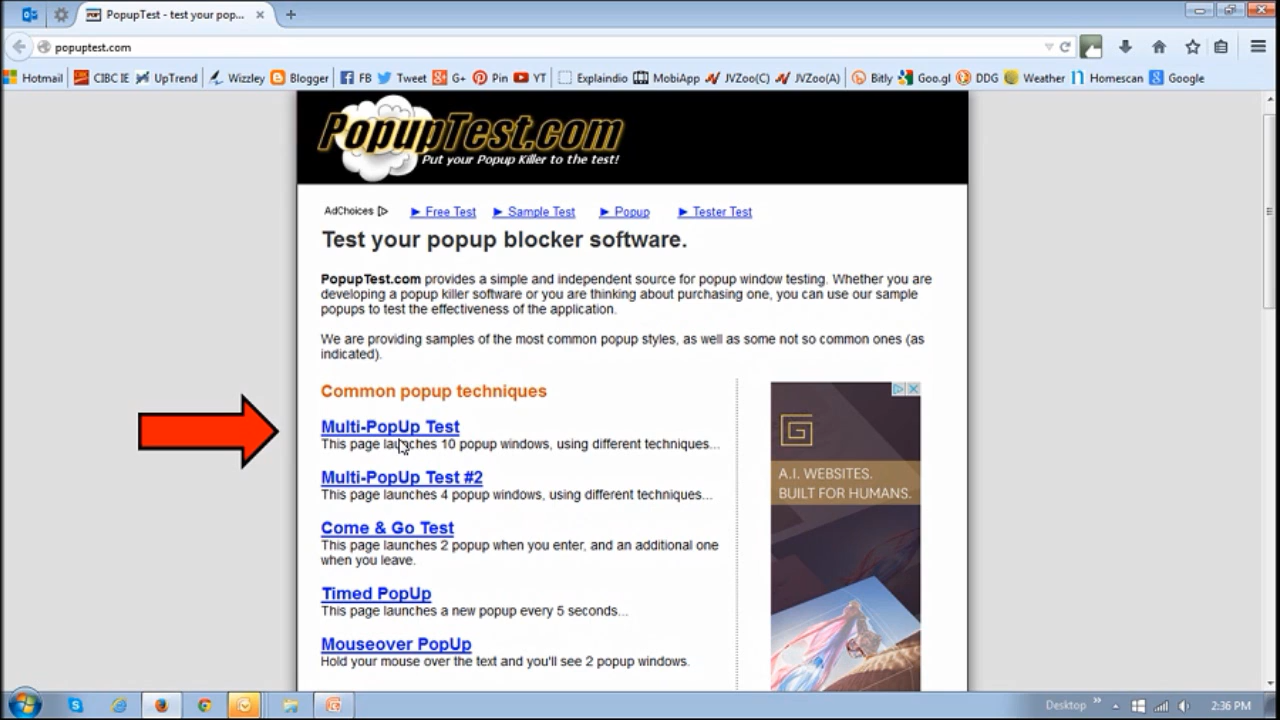 PopupTest - test your pop...
popuptest.com
Hotmail CIBC IE UpTrend Wizzley Blogger FB Tweet G+ Pin YT Explaindio MobiApp JVZoo(C) JVZoo(A) Bitly Goo.gl DDG Weather Homescan Google
PopupTest.com
Put your Popup Killer to the test!
AdChoices Free Test Sample Test Popup Tester Test
Test your popup blocker software.
PopupTest.com provides a simple and independent source for popup window testing. Whether you are
developing a popup killer software or you are thinking about purchasing one, you can use our sample
popups to test the effectiveness of the application.
We are providing samples of the most common popup styles, as well as some not so common ones (as
indicated).
Common popup techniques
Multi-PopUp Test
This page launches 10 popup windows, using different techniques...
Multi-PopUp Test #2
This page launches 4 popup windows, using different techniques...
Come & Go Test
This page launches 2 popup when you enter, and an additional one
when you leave.
Timed PopUp
This page launches a new popup every 5 seconds...
Mouseover PopUp
Hold your mouse over the text and you'll see 2 popup windows.
A.I. WEBSITES.
BUILT FOR HUMANS.
Desktop 2:36 PM